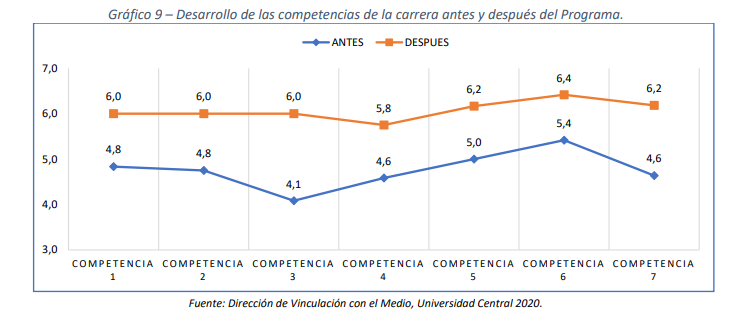 Gráfico 9 – Desarrollo de las competencias de la carrera antes y después del Programa.
ANTES DESPUES
7,0
6,0
5,0
4,0
3,0
6,0 6,0 6,0 5,8 6,2 6,4 6,2
4,8 4,8 4,1 4,6 5,0 5,4 4,6
COMPETENCIA COMPETENCIA COMPETENCIA COMPETENCIA COMPETENCIA COMPETENCIA COMPETENCIA
1 2 3 4 5 6 7
Fuente: Dirección de Vinculación con el Medio, Universidad Central 2020.